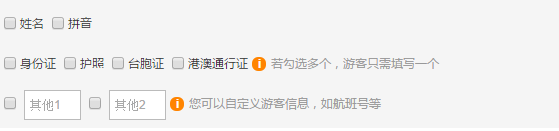 姓名 拼音
身份证 护照 台胞证 港澳通行证 i 若勾选多个，游客只需填写一个
其他1 其他2 i 您可以自定义游客信息，如航班号等